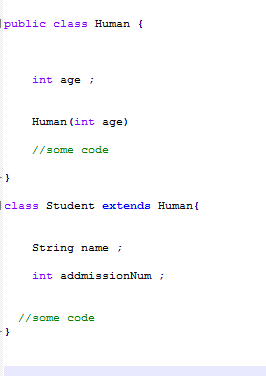 public class Human {
int age ;
Human(int age)
//some code
}
class Student extends Human{
String name ;
int addmissionNum ;
//some code
}